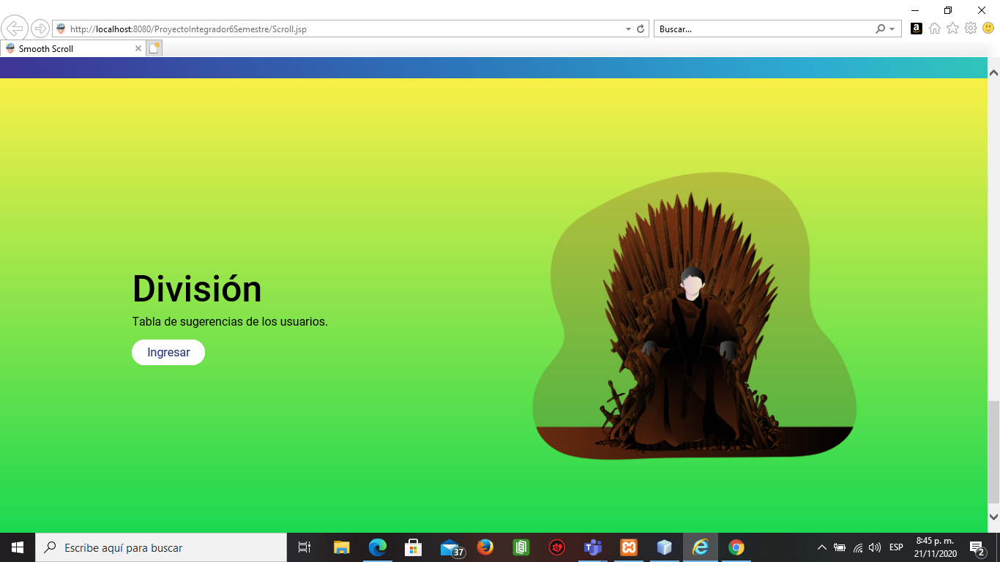 http://localhost:8080/ProyectoIntegrador6Semestre/Scroll.jsp
Buscar...
Smooth Scroll
División
Tabla de sugerencias de los usuarios.
Ingresar
Escribe aquí para buscar
37
ESP
8:45 p. m.
21/11/2020
2